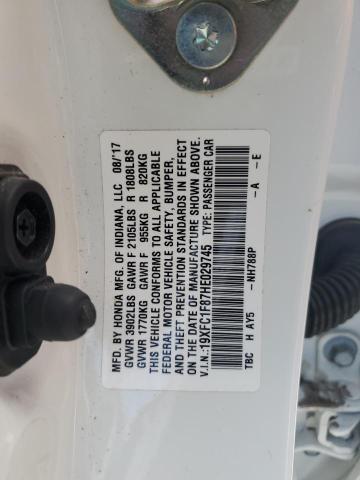 MFD. BY HONDA MFG. OF INDIANA, LLC 08/'17
GVWR 3902LBS GAWR F 2105LBS R 1808LBS
GVWR 1770KG GAWR F 955KG R 820KG
THIS VEHICLE CONFORMS TO ALL APPLICABLE
FEDERAL MOTOR VEHICLE SAFETY, BUMPER,
AND THEFT PREVENTION STANDARDS IN EFFECT
ON THE DATE OF MANUFACTURE SHOWN ABOVE.
V.I.N.:19XFC1F87HE029745 TYPE: PASSENGER CAR
TBC H AY5 -NH788P -A -E